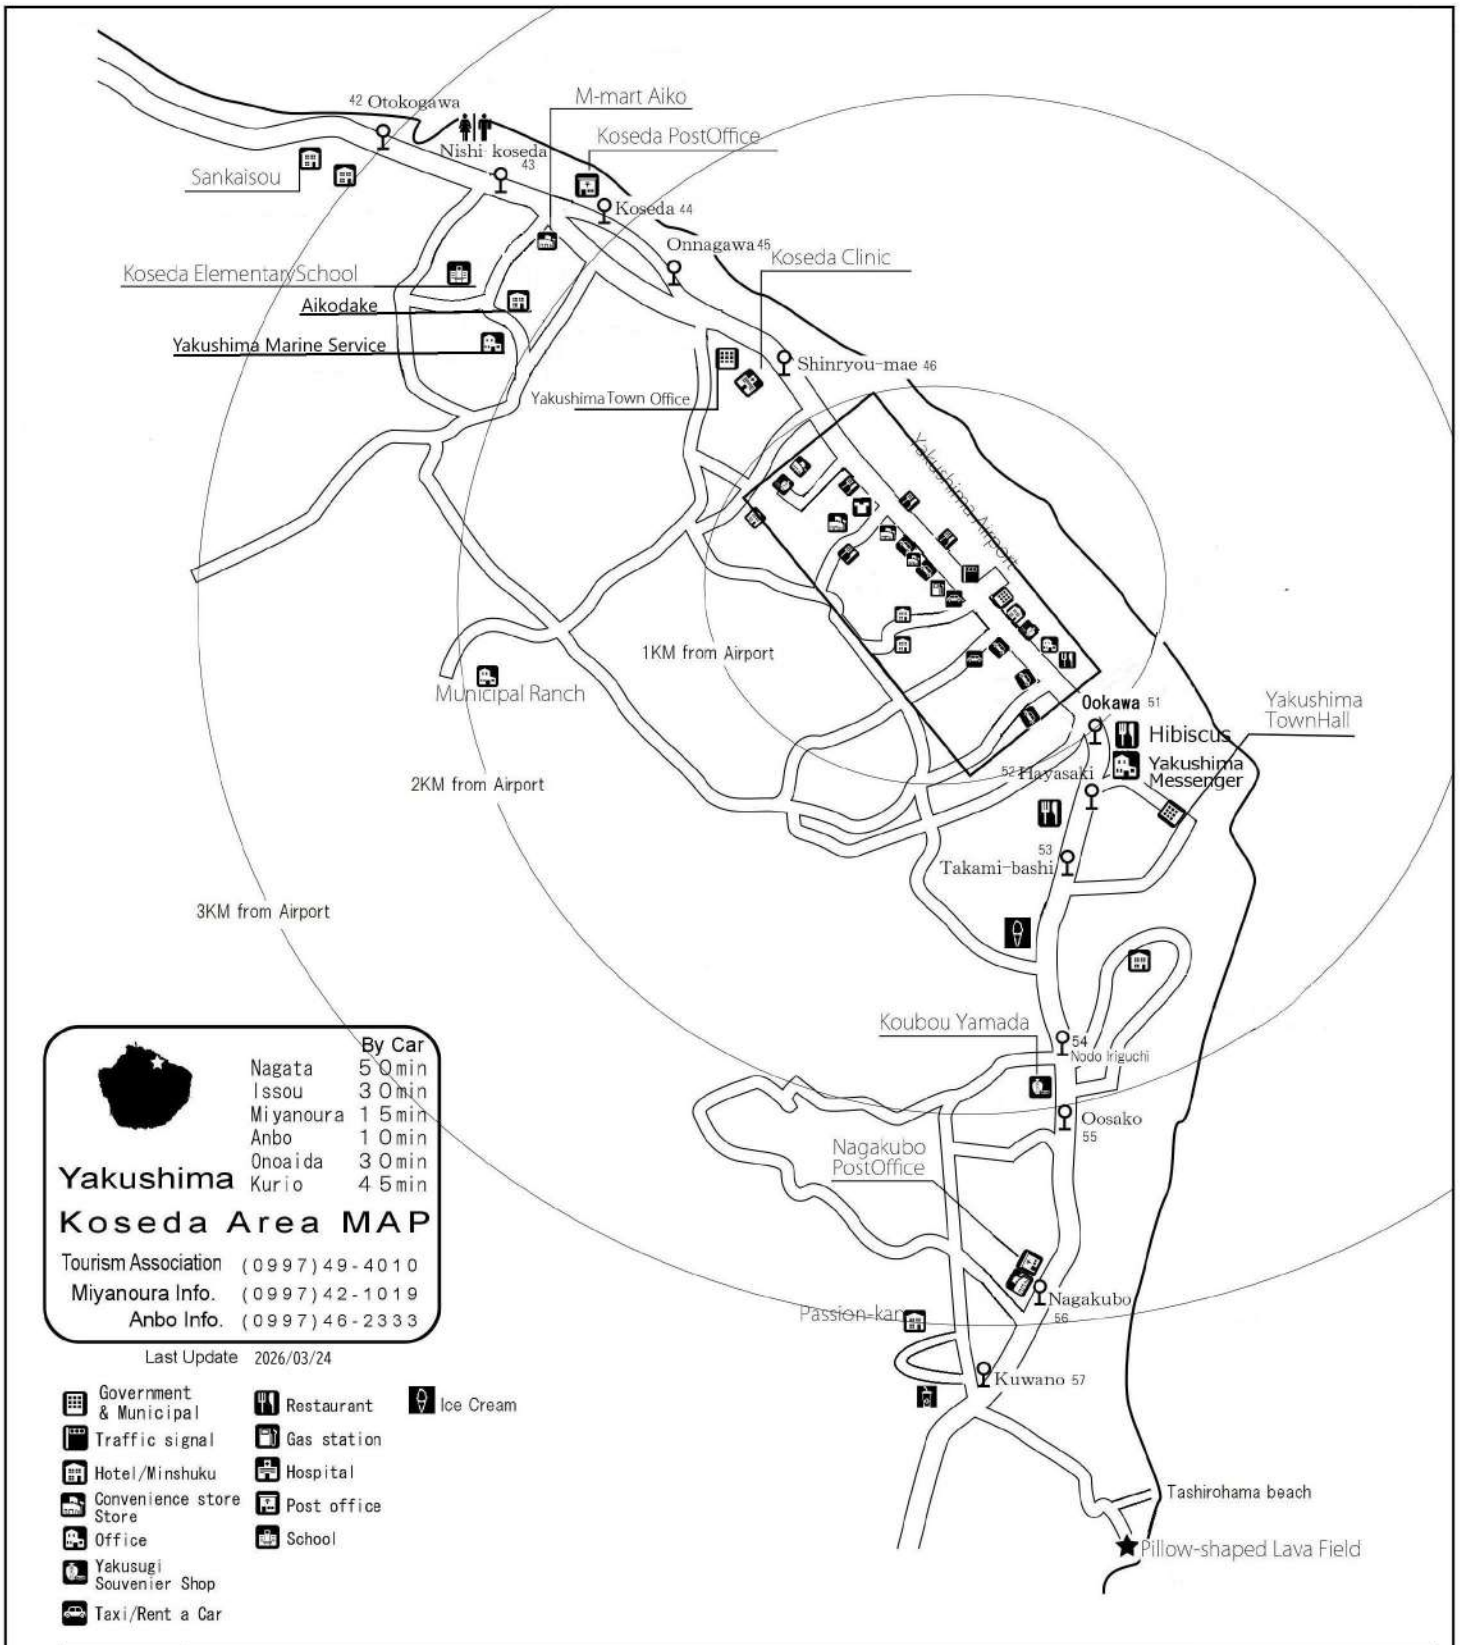 42 Otokogawa
M-mart Aiko
Koseda PostOffice
Nishi koseda
43
Sankaisou
Koseda 44
Onnagawa 45
Koseda Clinic
Koseda Elementary School
Aikodake
Yakushima Marine Service
Shinryou-mae 46
Yakushima Town Office
Yakushima Airport
1KM from Airport
Municipal Ranch
Ookawa 51
Yakushima
TownHall
Hibiscus
52 Hayasaki
Yakushima
Messenger
2KM from Airport
53
Takami-bashi
3KM from Airport
Koubou Yamada
54
Nodo Iriguchi
Oosako
55
Nagakubo
PostOffice
Nagakubo
56
Passion-kan
Kuwano 57
Tashirohama beach
Pillow-shaped Lava Field
By Car
Nagata 50min
Issou 30min
Miyanoura 15min
Anbo 10min
Onoaida 30min
Kurio 45min
Yakushima
Koseda Area MAP
Tourism Association (0997)49-4010
Miyanoura Info. (0997)42-1019
Anbo Info. (0997)46-2333
Last Update 2026/03/24
Government
& Municipal
Traffic signal
Hotel/Minshuku
Convenience store
Store
Office
Yakusugi
Souvenier Shop
Taxi/Rent a Car
Restaurant
Gas station
Hospital
Post office
School
Ice Cream